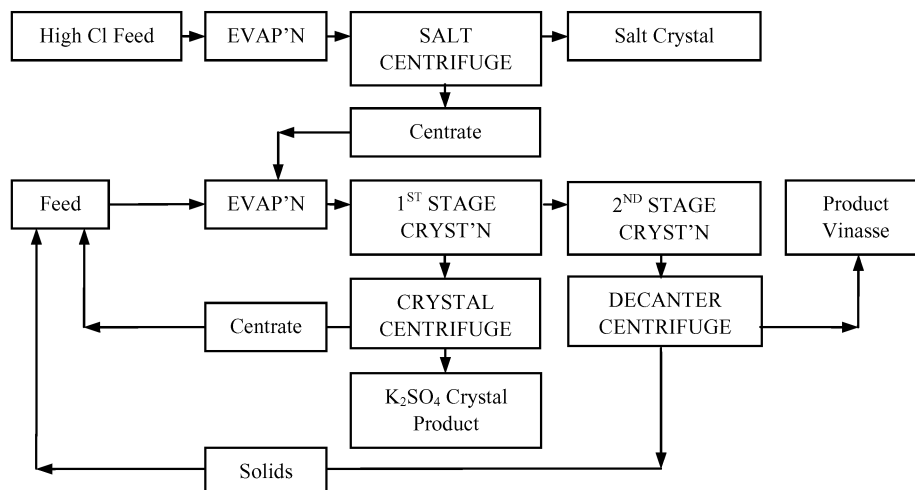 High Cl Feed
EVAP'N
SALT
CENTRIFUGE
Salt Crystal
Centrate
Feed
EVAP'N
1ST STAGE
CRYST'N
2ND STAGE
CRYST'N
Product
Vinasse
Centrate
CRYSTAL
CENTRIFUGE
DECANTER
CENTRIFUGE
K2SO4 Crystal
Product
Solids